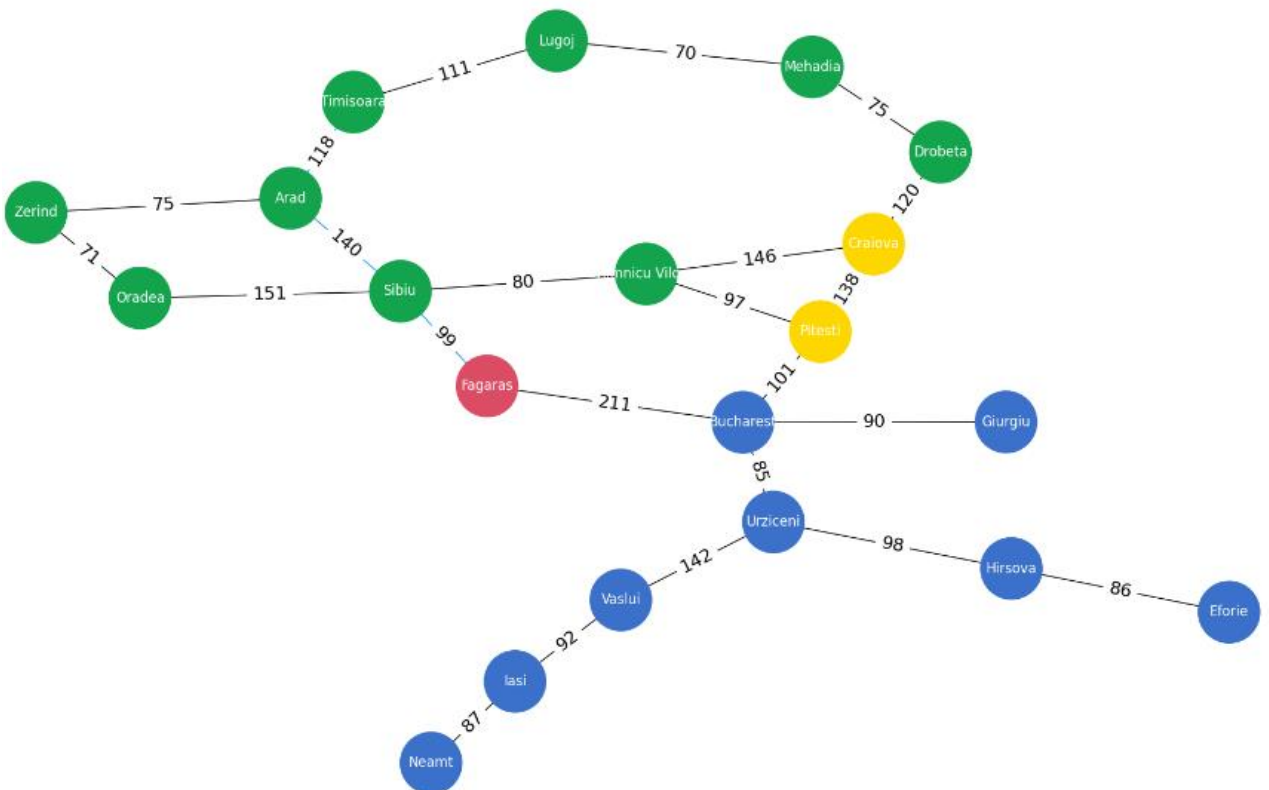 Lugoj
70
Mehadia
111
Timisoara
75
118
Drobeta
Arad
120
75
Zerind
140
Craiova
71
146
mnicu Vilc
Oradea
151
Sibiu
80
97
138
Pitesti
99
101
Fagaras
211
Bucharest
90
Giurgiu
85
Urziceni
98
142
Hirsova
86
Vaslui
Eforie
92
Iasi
87
Neamt